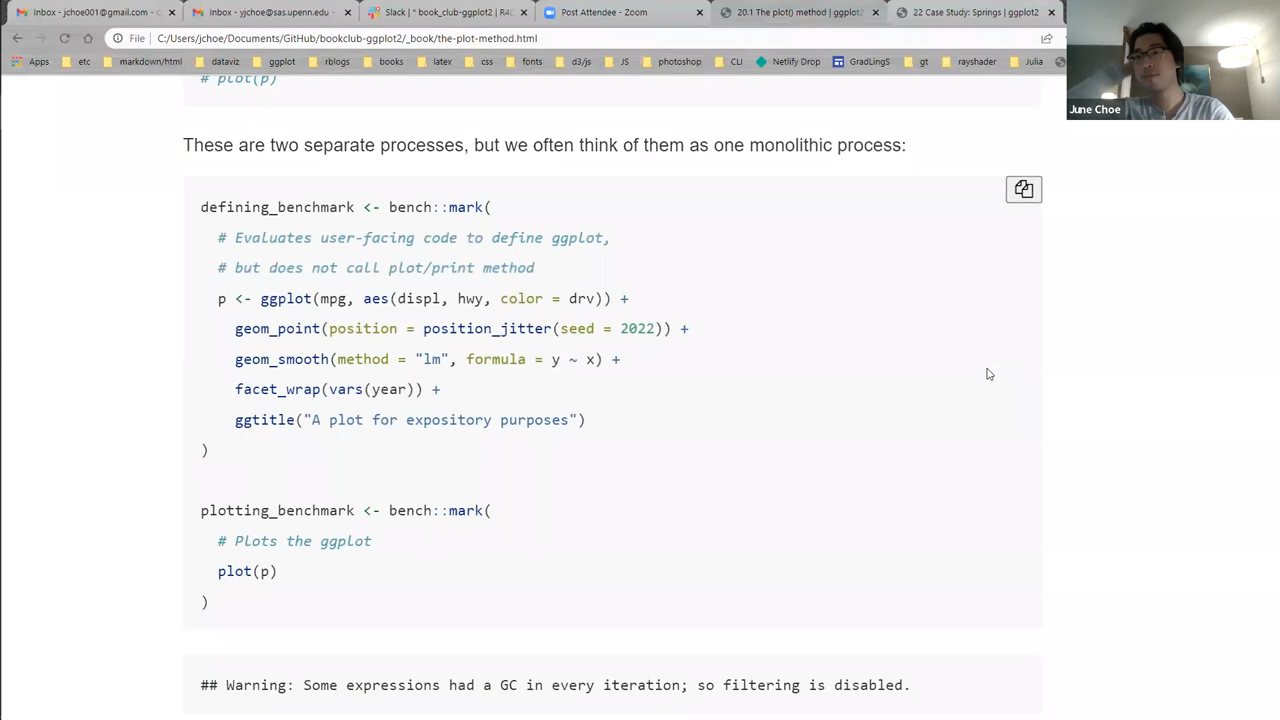 Inbox - jchoe001@gmail.com -
Inbox - yjchoe@sas.upenn.edu -
Slack | * book_club-ggplot2 | R4D
Post Attendee - Zoom
20.1 The plot() method | ggplot2
22 Case Study: Springs | ggplot2
File | C:/Users/jchoe/Documents/GitHub/bookclub-ggplot2/_book/the-plot-method.html
Apps etc markdown/html dataviz ggplot rblogs books latex css fonts d3/js JS photoshop CLI Netlify Drop GradLingS gt rayshader Julia
June Choe
# plot(p)
These are two separate processes, but we often think of them as one monolithic process:
defining_benchmark <- bench::mark(
# Evaluates user-facing code to define ggplot,
# but does not call plot/print method
p <- ggplot(mpg, aes(displ, hwy, color = drv)) +
geom_point(position = position_jitter(seed = 2022)) +
geom_smooth(method = "lm", formula = y ~ x) +
facet_wrap(vars(year)) +
ggtitle("A plot for expository purposes")
)
plotting_benchmark <- bench::mark(
# Plots the ggplot
plot(p)
)
## Warning: Some expressions had a GC in every iteration; so filtering is disabled.